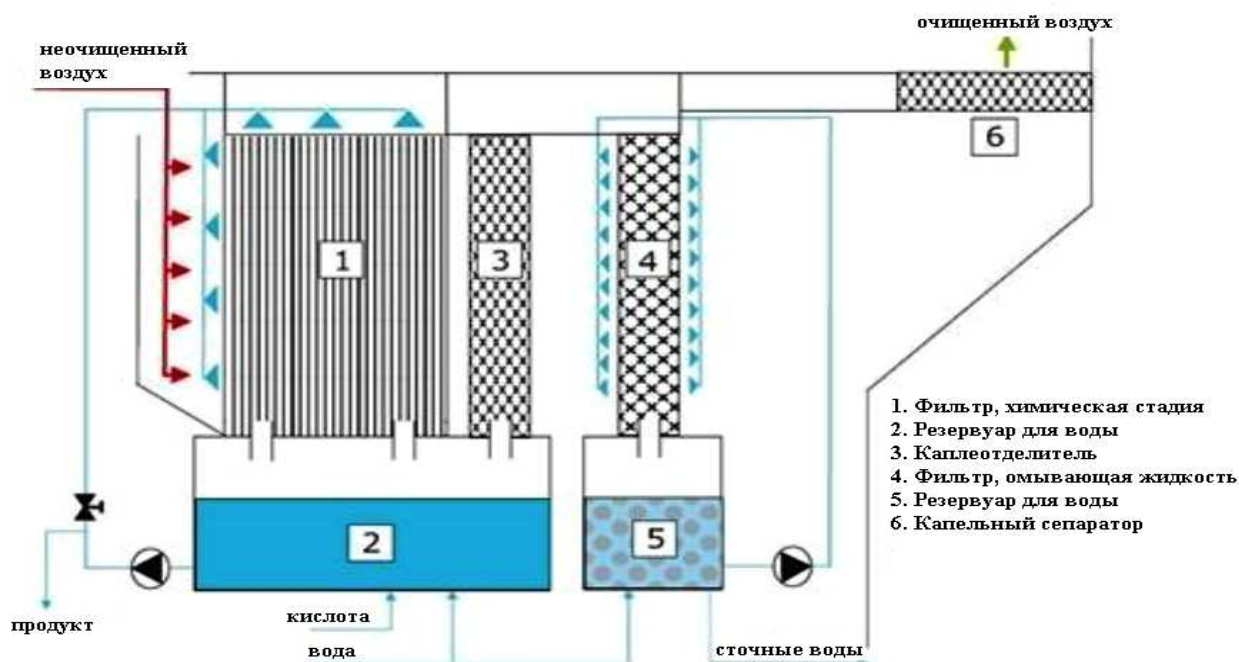 очищенный воздух
неочищенный
воздух
6
1
3
4
1. Фильтр, химическая стадия
2. Резервуар для воды
3. Каплеотделитель
4. Фильтр, омывающая жидкость
5. Резервуар для воды
6. Капельный сепаратор
2
5
кислота
продукт
вода
сточные воды